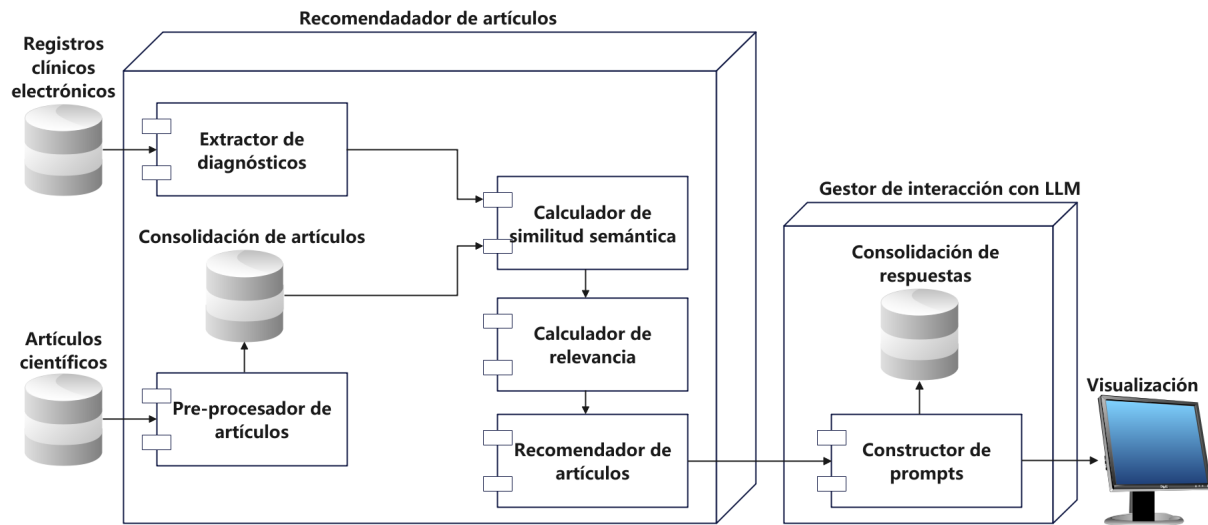 Recomendadador de artículos
Registros
clínicos
electrónicos
Extractor de
diagnósticos
Consolidación de artículos
Calculador de
similitud semántica
Artículos
científicos
Pre-procesador de
artículos
Calculador de
relevancia
Recomendador de
artículos
Gestor de interacción con LLM
Consolidación de
respuestas
Constructor de
prompts
Visualización